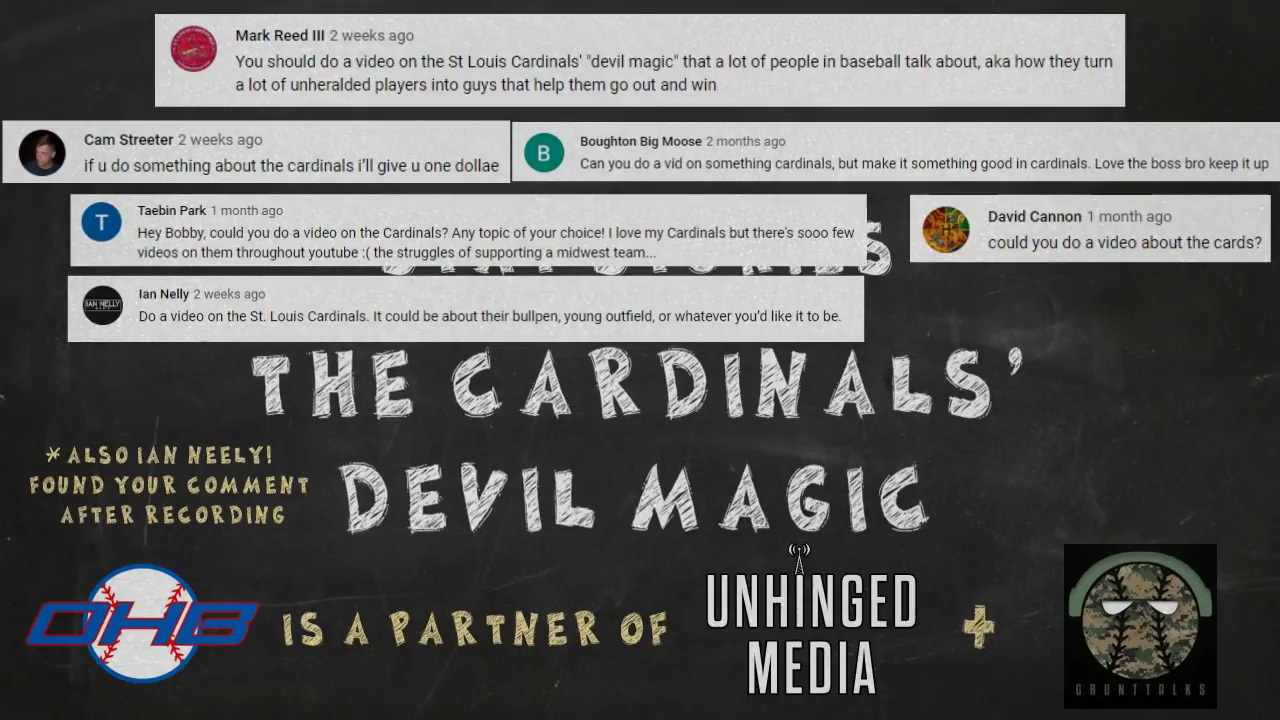 Mark Reed III 2 weeks ago
You should do a video on the St Louis Cardinals' "devil magic" that a lot of people in baseball talk about, aka how they turn
a lot of unheralded players into guys that help them go out and win
Cam Streeter 2 weeks ago
if u do something about the cardinals i'll give u one dollae
B
Boughton Big Moose 2 months ago
Can you do a vid on something cardinals, but make it something good in cardinals. Love the boss bro keep it up
T
Taebin Park 1 month ago
Hey Bobby, could you do a video on the Cardinals? Any topic of your choice! I love my Cardinals but there's sooo few
videos on them throughout youtube :( the struggles of supporting a midwest team...
David Cannon 1 month ago
could you do a video about the cards?
IAN NELLY
Ian Nelly 2 weeks ago
Do a video on the St. Louis Cardinals. It could be about their bullpen, young outfield, or whatever you'd like it to be.
THE CARDINALS'
DEVIL MAGIC
* ALSO IAN NEELY!
FOUND YOUR COMMENT
AFTER RECORDING
OHB
IS A PARTNER OF
UNHINGED
MEDIA
+
GRUNTTALKS